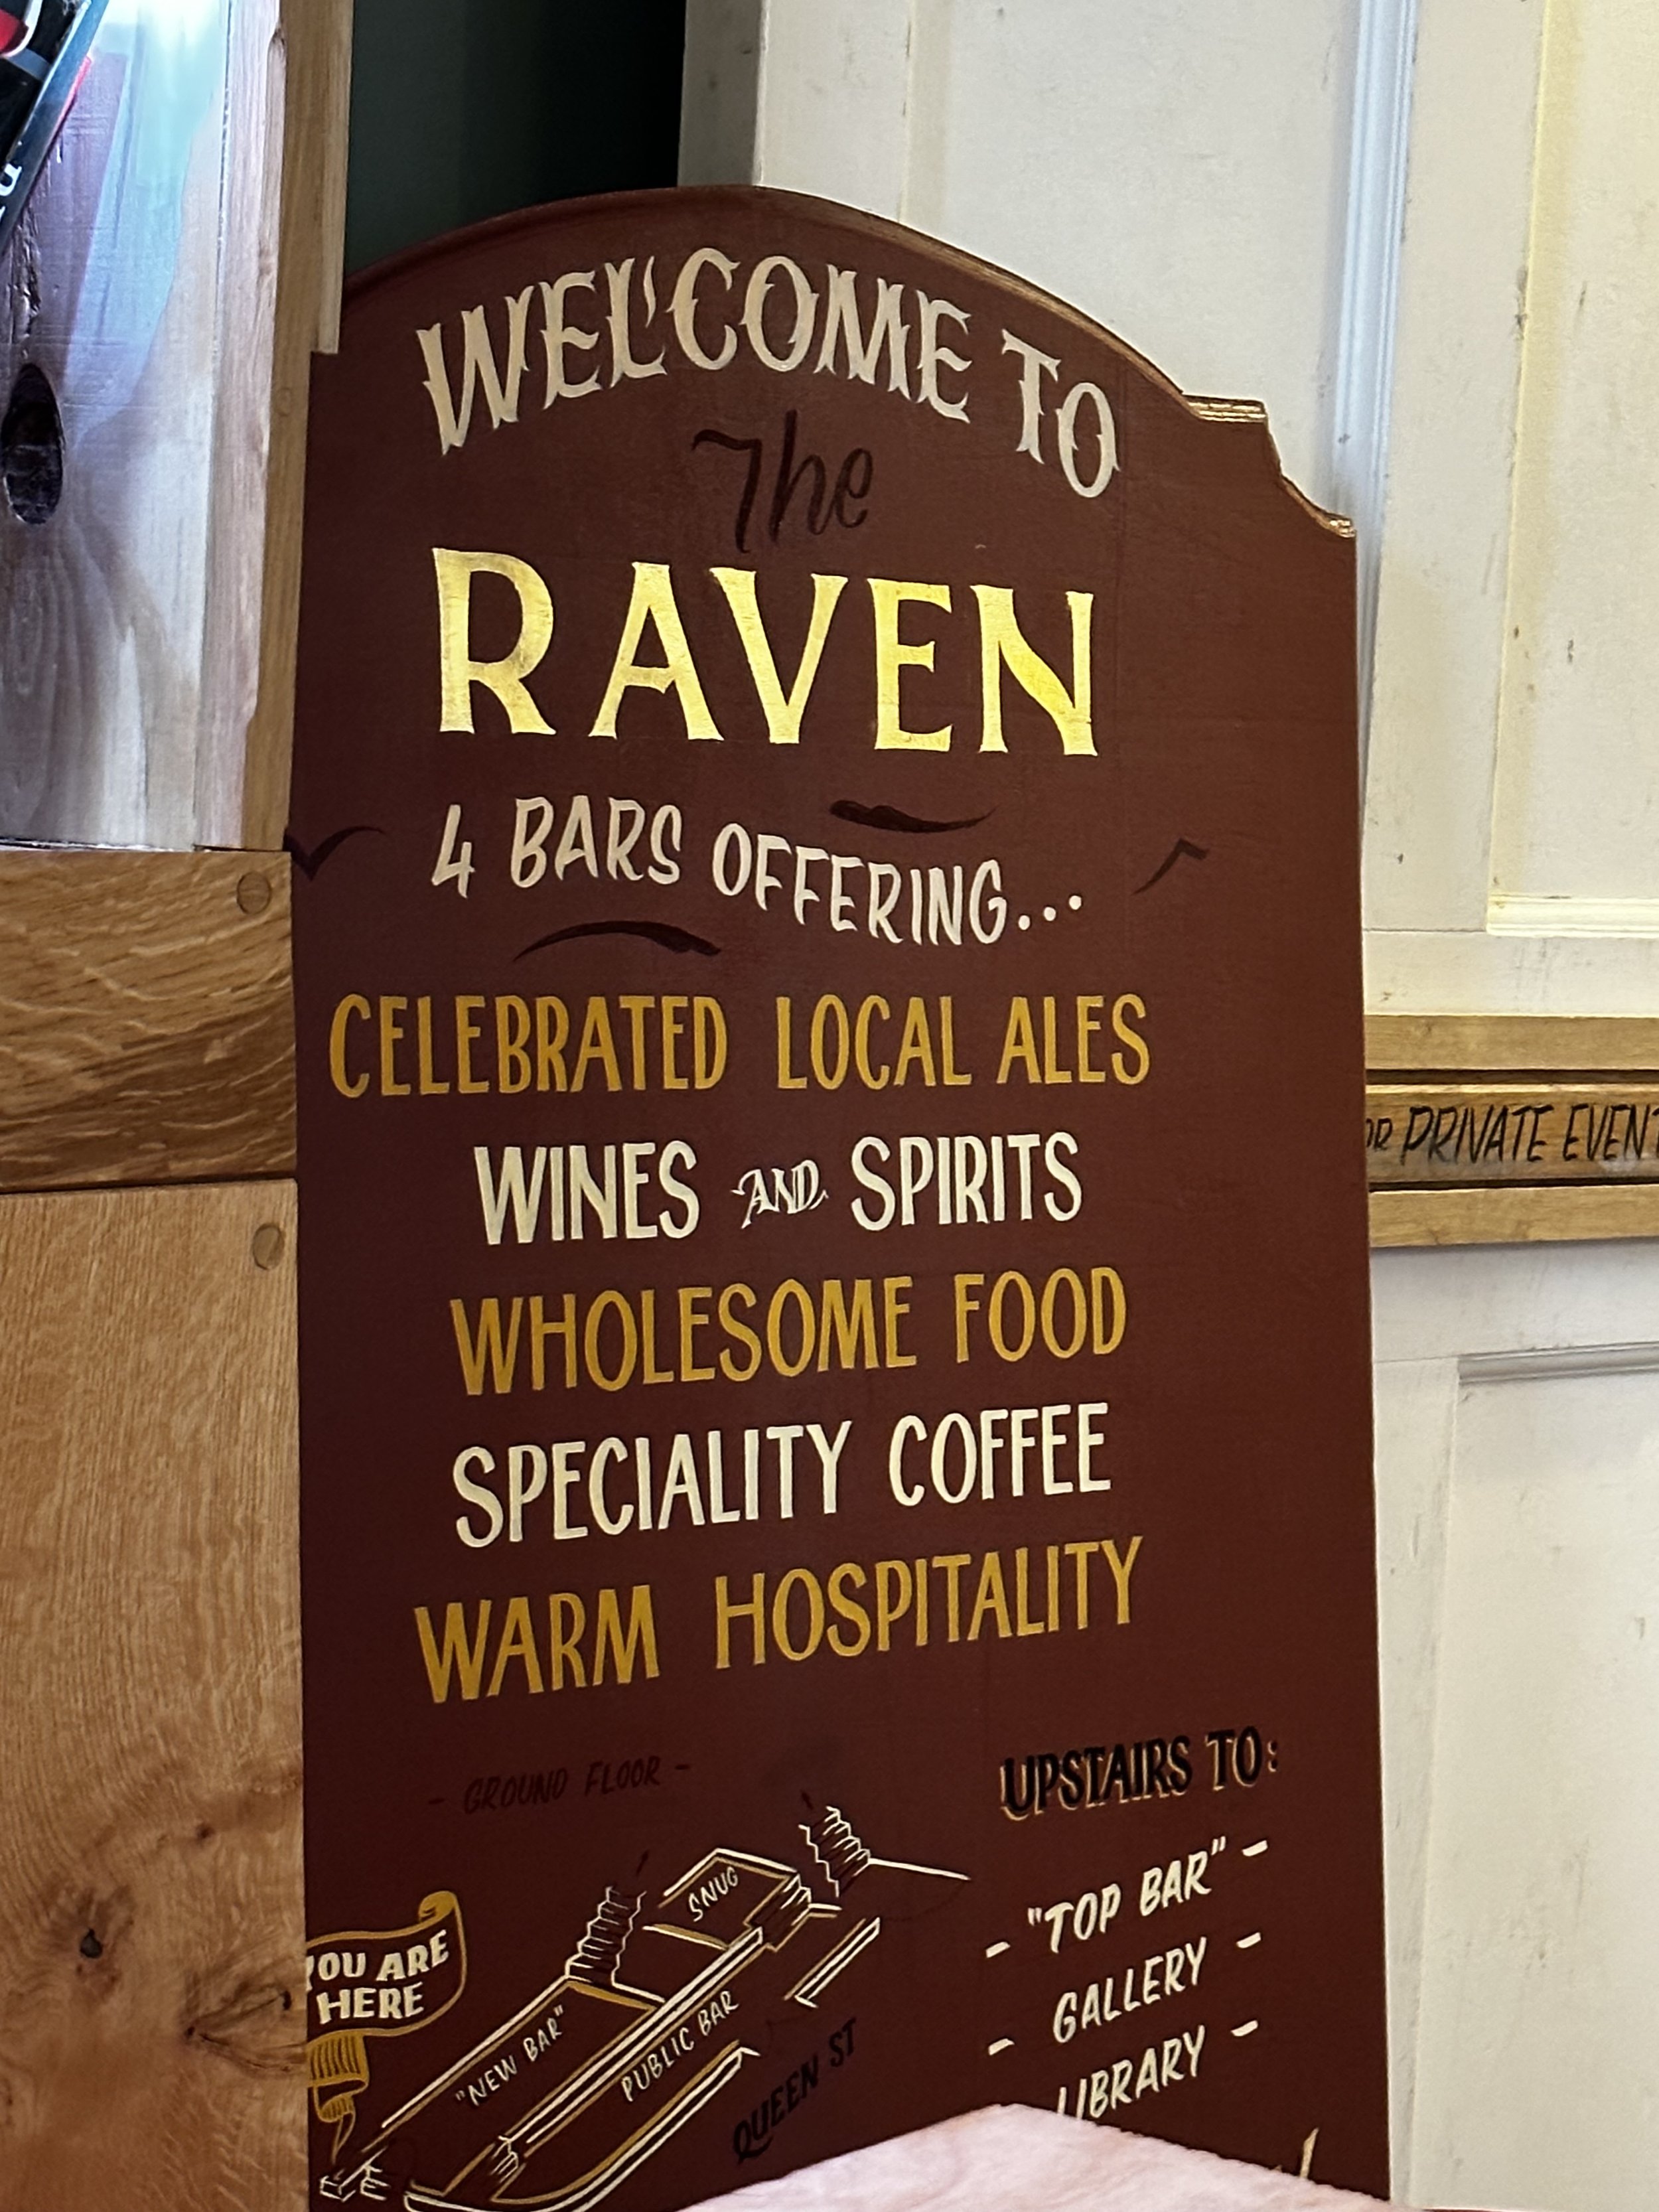 WELCOME TO
The
RAVEN
4 BARS OFFERING...
CELEBRATED LOCAL ALES
WINES AND SPIRITS
WHOLESOME FOOD
SPECIALITY COFFEE
WARM HOSPITALITY
- GROUND FLOOR -
UPSTAIRS TO:
- "TOP BAR" -
- GALLERY -
LIBRARY -
SNUG
"NEW BAR"
PUBLIC BAR
QUEEN ST
YOU ARE
HERE
OR PRIVATE EVENT